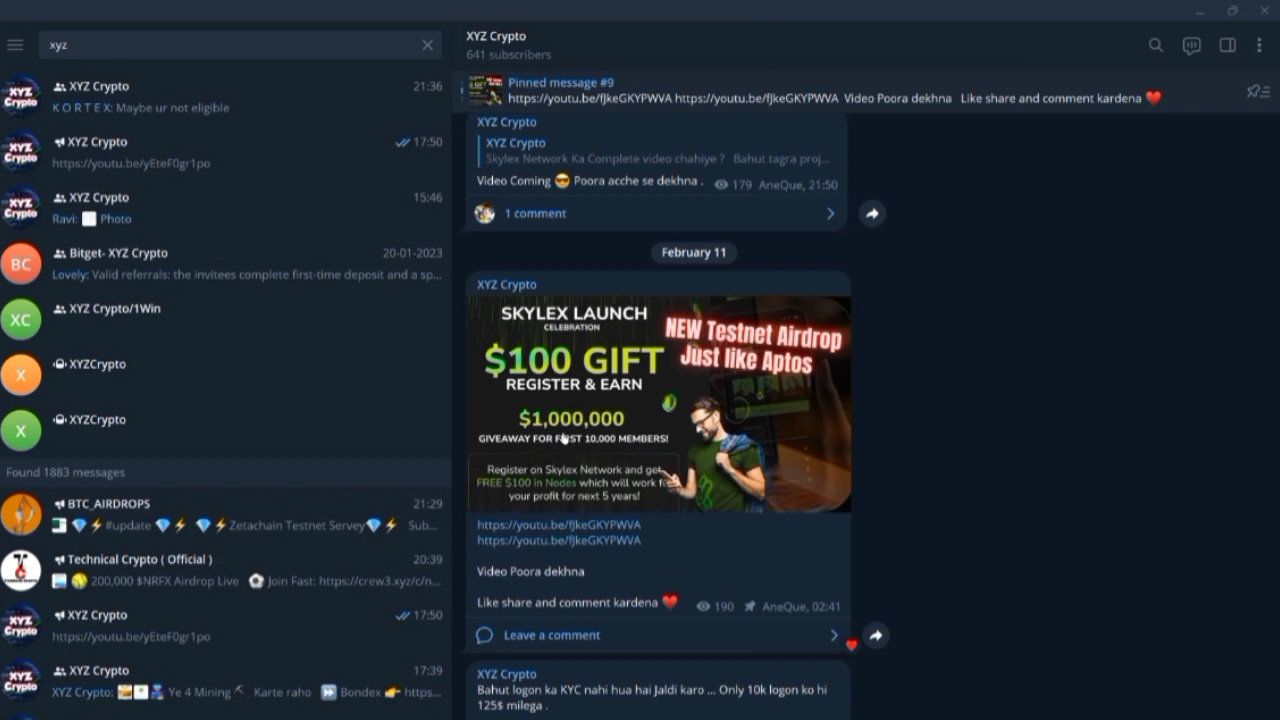 xyz
XYZ Crypto
21:36
K O R T E X: Maybe ur not eligible
XYZ Crypto
17:50
https://youtu.be/yEteF0gr1po
XYZ Crypto
15:46
Ravi: Photo
BC
Bitget- XYZ Crypto
20-01-2023
Lovely: Valid referrals: the invitees complete first-time deposit and a sp...
XC
XYZ Crypto/1Win
X
XYZCrypto
X
XYZCrypto
Found 1883 messages
BTC_AIRDROPS
21:29
💎⚡#update 💎⚡ 💎⚡Zetachain Testnet Servey💎⚡ Sub...
Technical Crypto ( Official )
20:39
200,000 $NRFX Airdrop Live ⚽ Join Fast: https://crew3.xyz/c/n...
XYZ Crypto
17:50
https://youtu.be/yEteF0gr1po
XYZ Crypto
17:39
XYZ Crypto: Ye 4 Mining ⛏ Karte raho ⏩ Bondex 👉 https...
XYZ Crypto
641 subscribers
Pinned message #9
https://youtu.be/fJkeGKYPWVA https://youtu.be/fJkeGKYPWVA Video Poora dekhna Like share and comment kardena ❤️
XYZ Crypto
XYZ Crypto
Skylex Network Ka Complete video chahiye ? Bahut tagra proj...
Video Coming 😎 Poora acche se dekhna .
179 AneQue, 21:50
1 comment
February 11
XYZ Crypto
SKYLEX LAUNCH
CELEBRATION
$100 GIFT
REGISTER & EARN
$1,000,000
GIVEAWAY FOR FIRST 10,000 MEMBERS!
Register on Skylex Network and get
FREE $100 in Nodes which will work
your profit for next 5 years!
NEW Testnet Airdrop
Just like Aptos
https://youtu.be/fJkeGKYPWVA
https://youtu.be/fJkeGKYPWVA
Video Poora dekhna
Like share and comment kardena ❤️
190 AneQue, 02:41
Leave a comment
XYZ Crypto
Bahut logon ka KYC nahi hua hai Jaldi karo ... Only 10k logon ko hi
125$ milega .